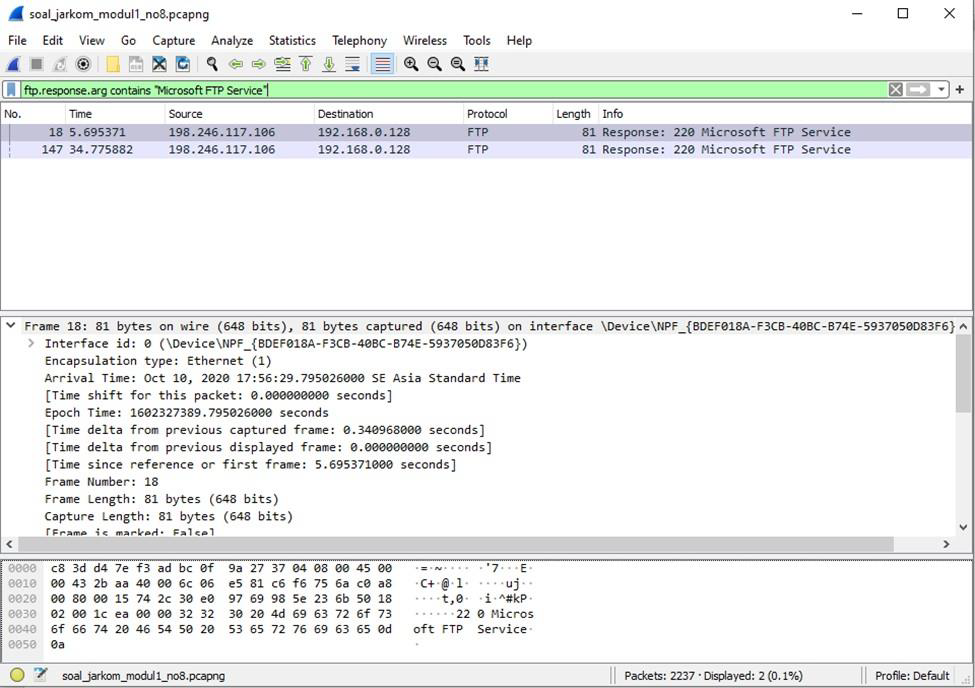 soal_jarkom_modul1_no8.pcapng
File Edit View Go Capture Analyze Statistics Telephony Wireless Tools Help
ftp.response.arg contains "Microsoft FTP Service"
No. Time Source Destination Protocol Length Info
18 5.695371 198.246.117.106 192.168.0.128 FTP 81 Response: 220 Microsoft FTP Service
147 34.775882 198.246.117.106 192.168.0.128 FTP 81 Response: 220 Microsoft FTP Service
Frame 18: 81 bytes on wire (648 bits), 81 bytes captured (648 bits) on interface \Device\NPF_{BDEF018A-F3CB-40BC-B74E-5937050D83F6}
Interface id: 0 (\Device\NPF_{BDEF018A-F3CB-40BC-B74E-5937050D83F6})
Encapsulation type: Ethernet (1)
Arrival Time: Oct 10, 2020 17:56:29.795026000 SE Asia Standard Time
[Time shift for this packet: 0.000000000 seconds]
Epoch Time: 1602327389.795026000 seconds
[Time delta from previous captured frame: 0.340968000 seconds]
[Time delta from previous displayed frame: 0.000000000 seconds]
[Time since reference or first frame: 5.695371000 seconds]
Frame Number: 18
Frame Length: 81 bytes (648 bits)
Capture Length: 81 bytes (648 bits)
[Frame is marked: False]
0000 c8 3d d4 7e f3 ad bc 0f 9a 27 37 04 08 00 45 00 ·=·~···· ·'7···E·
0010 00 43 2b aa 40 00 6c 06 e5 81 c6 f6 75 6a c0 a8 ·C+·@·l· ····uj··
0020 00 80 00 15 74 2c 30 e0 97 69 98 5e 23 6b 50 18 ····t,0· ·i·^#kP·
0030 02 00 1c ea 00 00 32 32 30 20 4d 69 63 72 6f 73 ······22 0 Micros
0040 6f 66 74 20 46 54 50 20 53 65 72 76 69 63 65 0d oft FTP Service·
0050 0a ·
soal_jarkom_modul1_no8.pcapng Packets: 2237 · Displayed: 2 (0.1%) Profile: Default